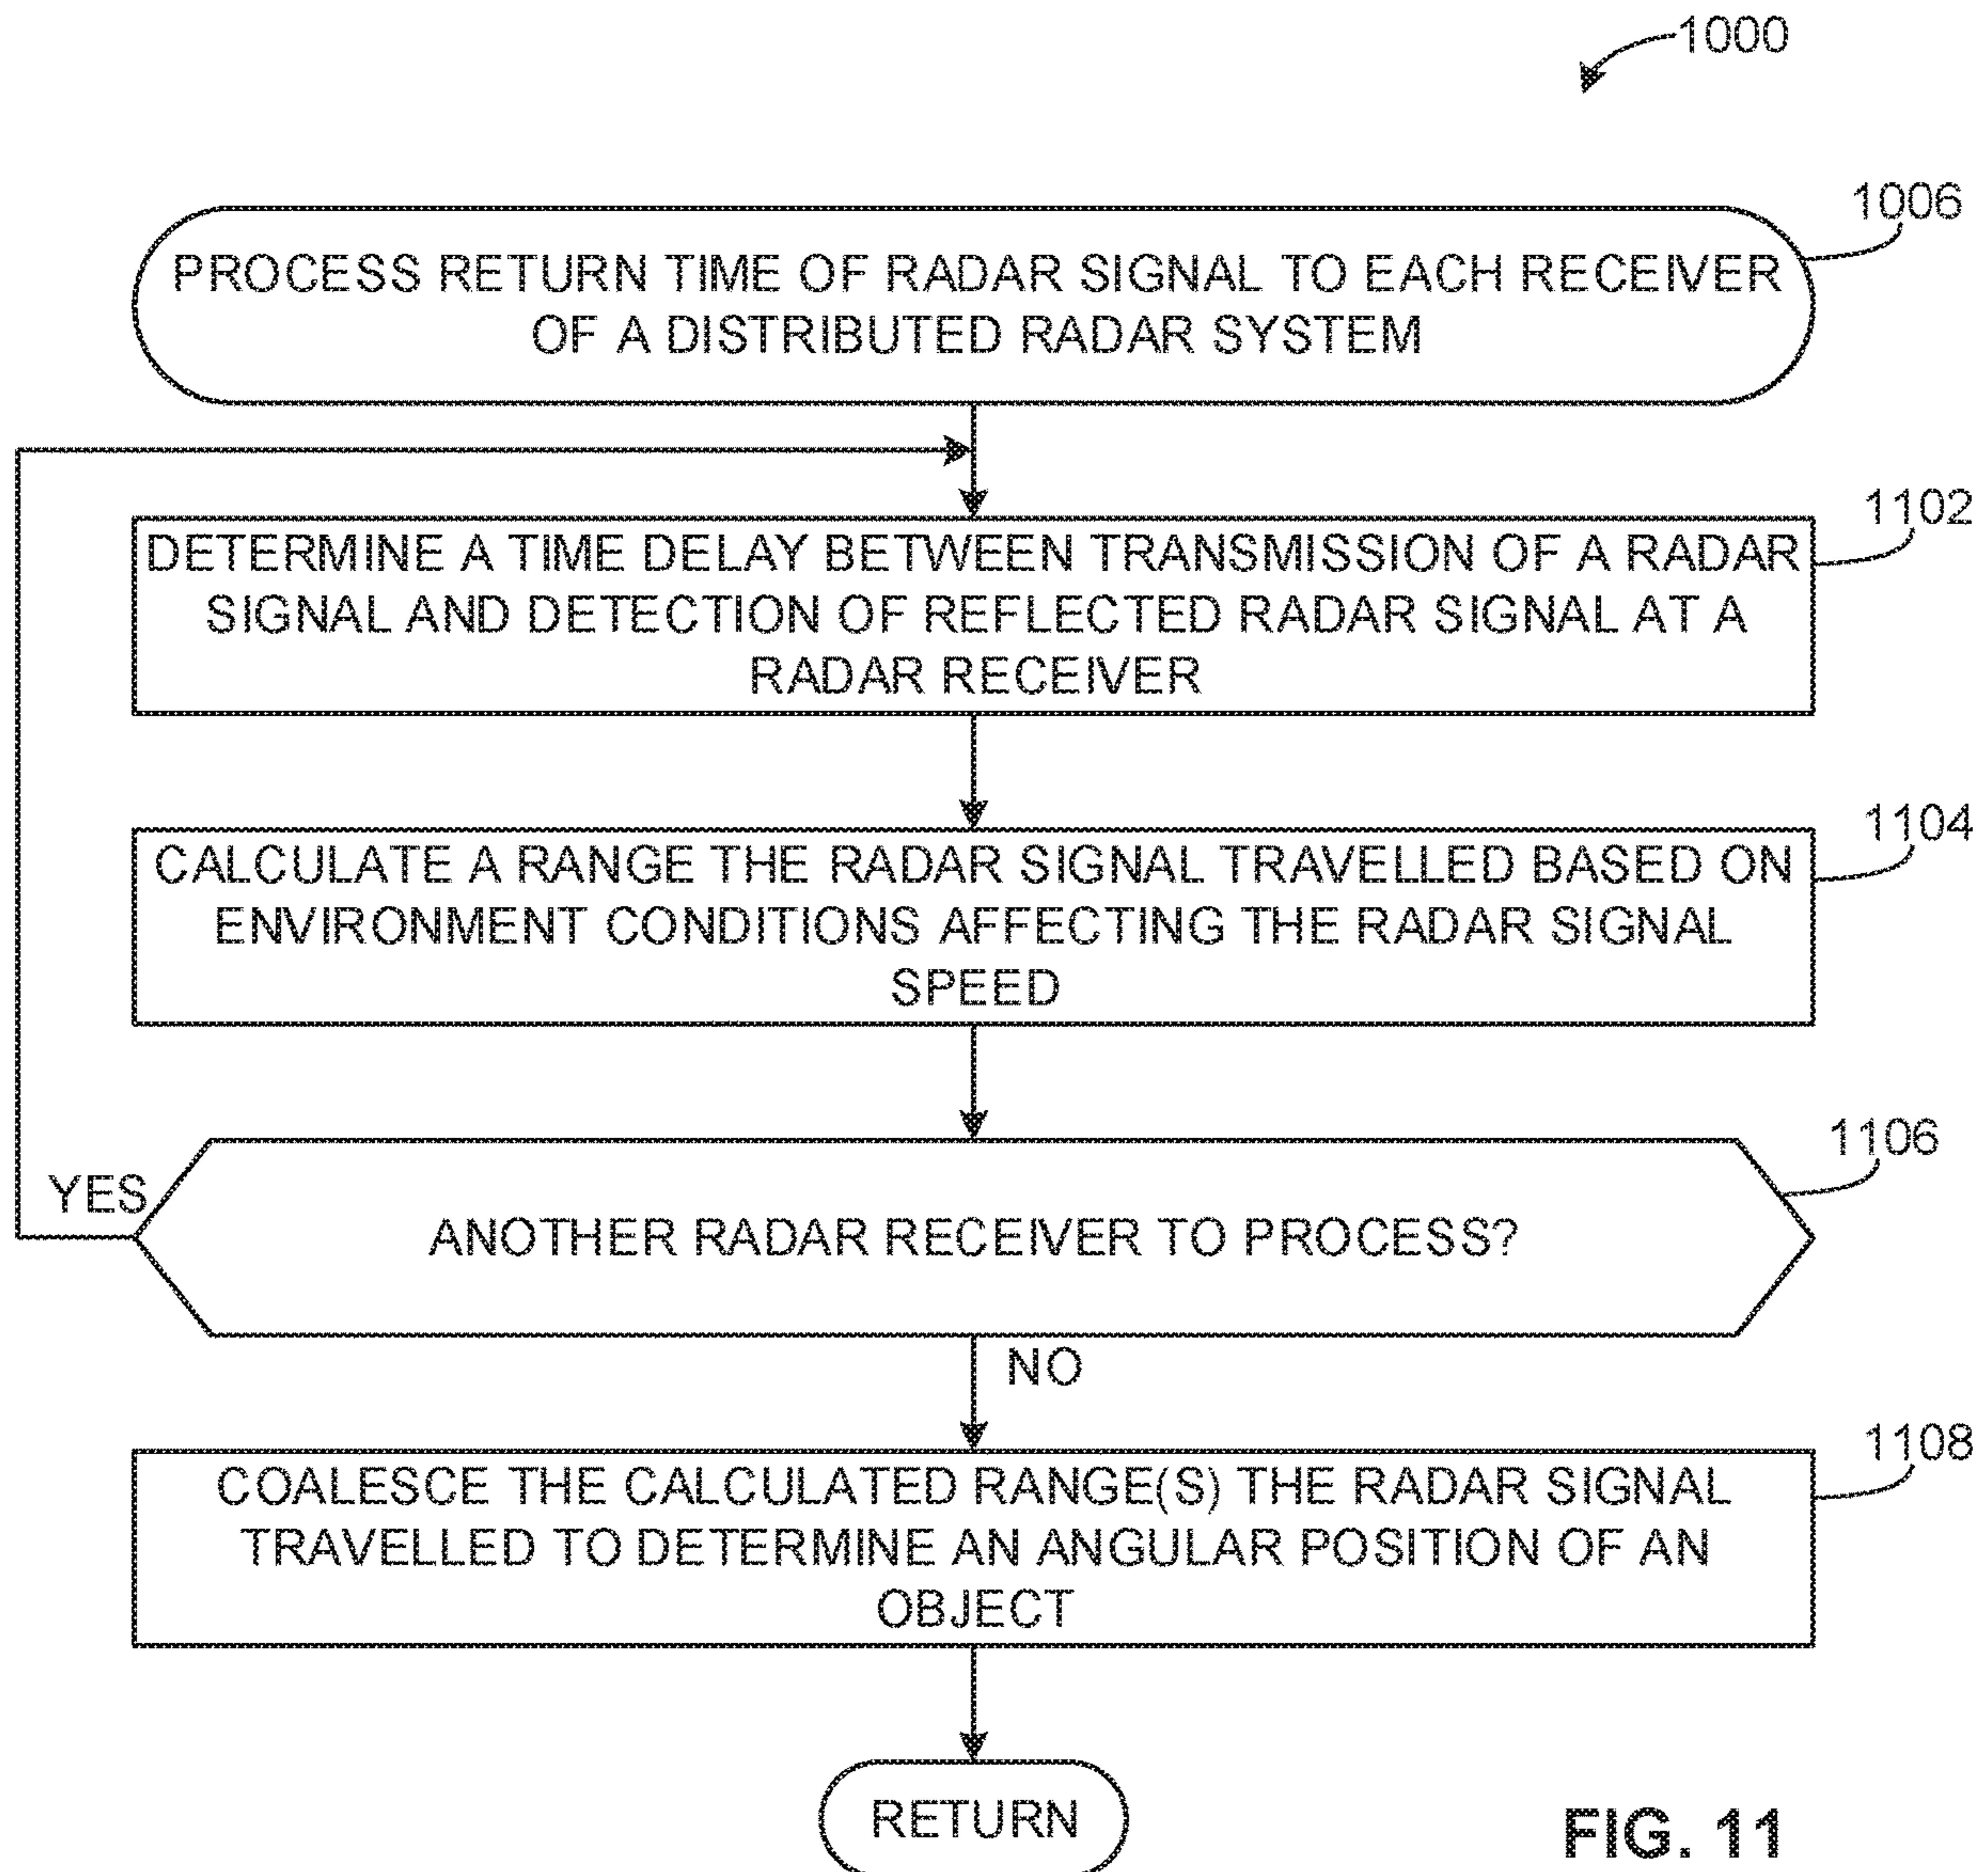 1000
1006
PROCESS RETURN TIME OF RADAR SIGNAL TO EACH RECEIVER
OF A DISTRIBUTED RADAR SYSTEM
1102
DETERMINE A TIME DELAY BETWEEN TRANSMISSION OF A RADAR
SIGNAL AND DETECTION OF REFLECTED RADAR SIGNAL AT A
RADAR RECEIVER
1104
CALCULATE A RANGE THE RADAR SIGNAL TRAVELLED BASED ON
ENVIRONMENT CONDITIONS AFFECTING THE RADAR SIGNAL
SPEED
1106
YES
ANOTHER RADAR RECEIVER TO PROCESS?
NO
1108
COALESCE THE CALCULATED RANGE(S) THE RADAR SIGNAL
TRAVELLED TO DETERMINE AN ANGULAR POSITION OF AN
OBJECT
RETURN
FIG. 11